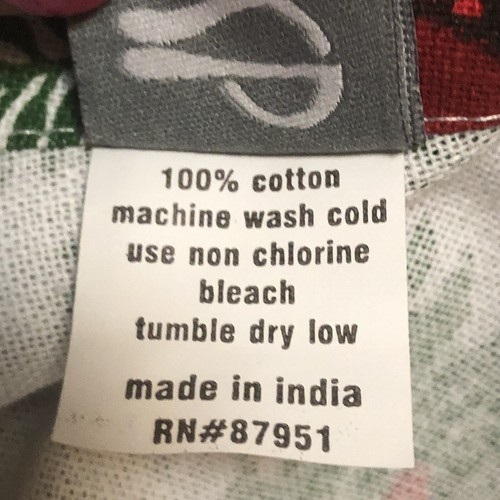 100% cotton
machine wash cold
use non chlorine
bleach
tumble dry low
made in india
RN#87951